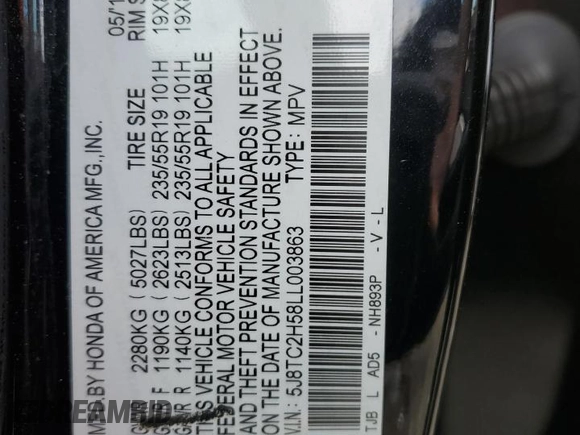 MFD.BY HONDA OF AMERICA MFG.,INC. 05/1
2280KG (5027LBS) TIRE SIZE RIM S
F 1190KG ( 2623LBS) 235/55R19 101H 19X8
R 1140KG ( 2513LBS) 235/55R19 101H 19X8
THIS VEHICLE CONFORMS TO ALL APPLICABLE
FEDERAL MOTOR VEHICLE SAFETY
AND THEFT PREVENTION STANDARDS IN EFFECT
ON THE DATE OF MANUFACTURE SHOWN ABOVE.
V.I.N: 5J8TC2H58LL003863 TYPE: MPV
TJB L AD5 - NH893P - V - L